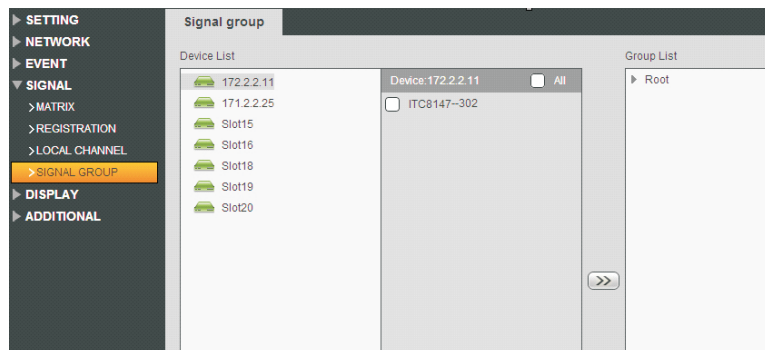 SETTING
NETWORK
EVENT
SIGNAL
>MATRIX
>REGISTRATION
>LOCAL CHANNEL
>SIGNAL GROUP
DISPLAY
ADDITIONAL
Signal group
Device List
172.2.2.11
171.2.2.25
Slot15
Slot16
Slot18
Slot19
Slot20
Device:172.2.2.11 All
ITC8147--302
>>
Group List
Root